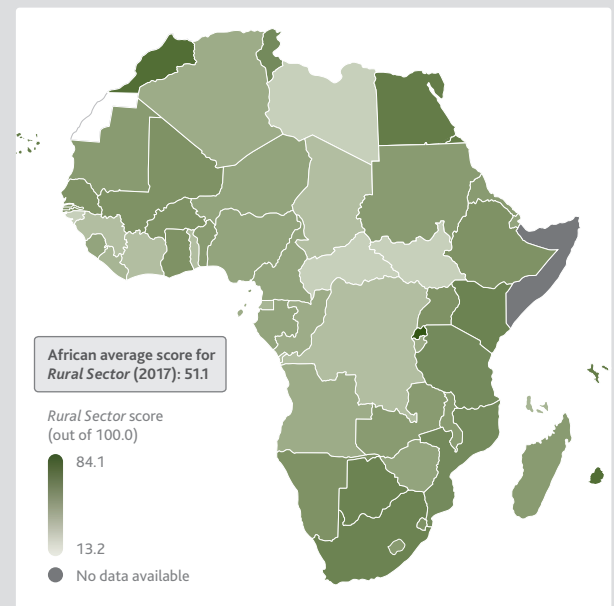 African average score for
Rural Sector (2017): 51.1
Rural Sector score
(out of 100.0)
84.1
13.2
No data available